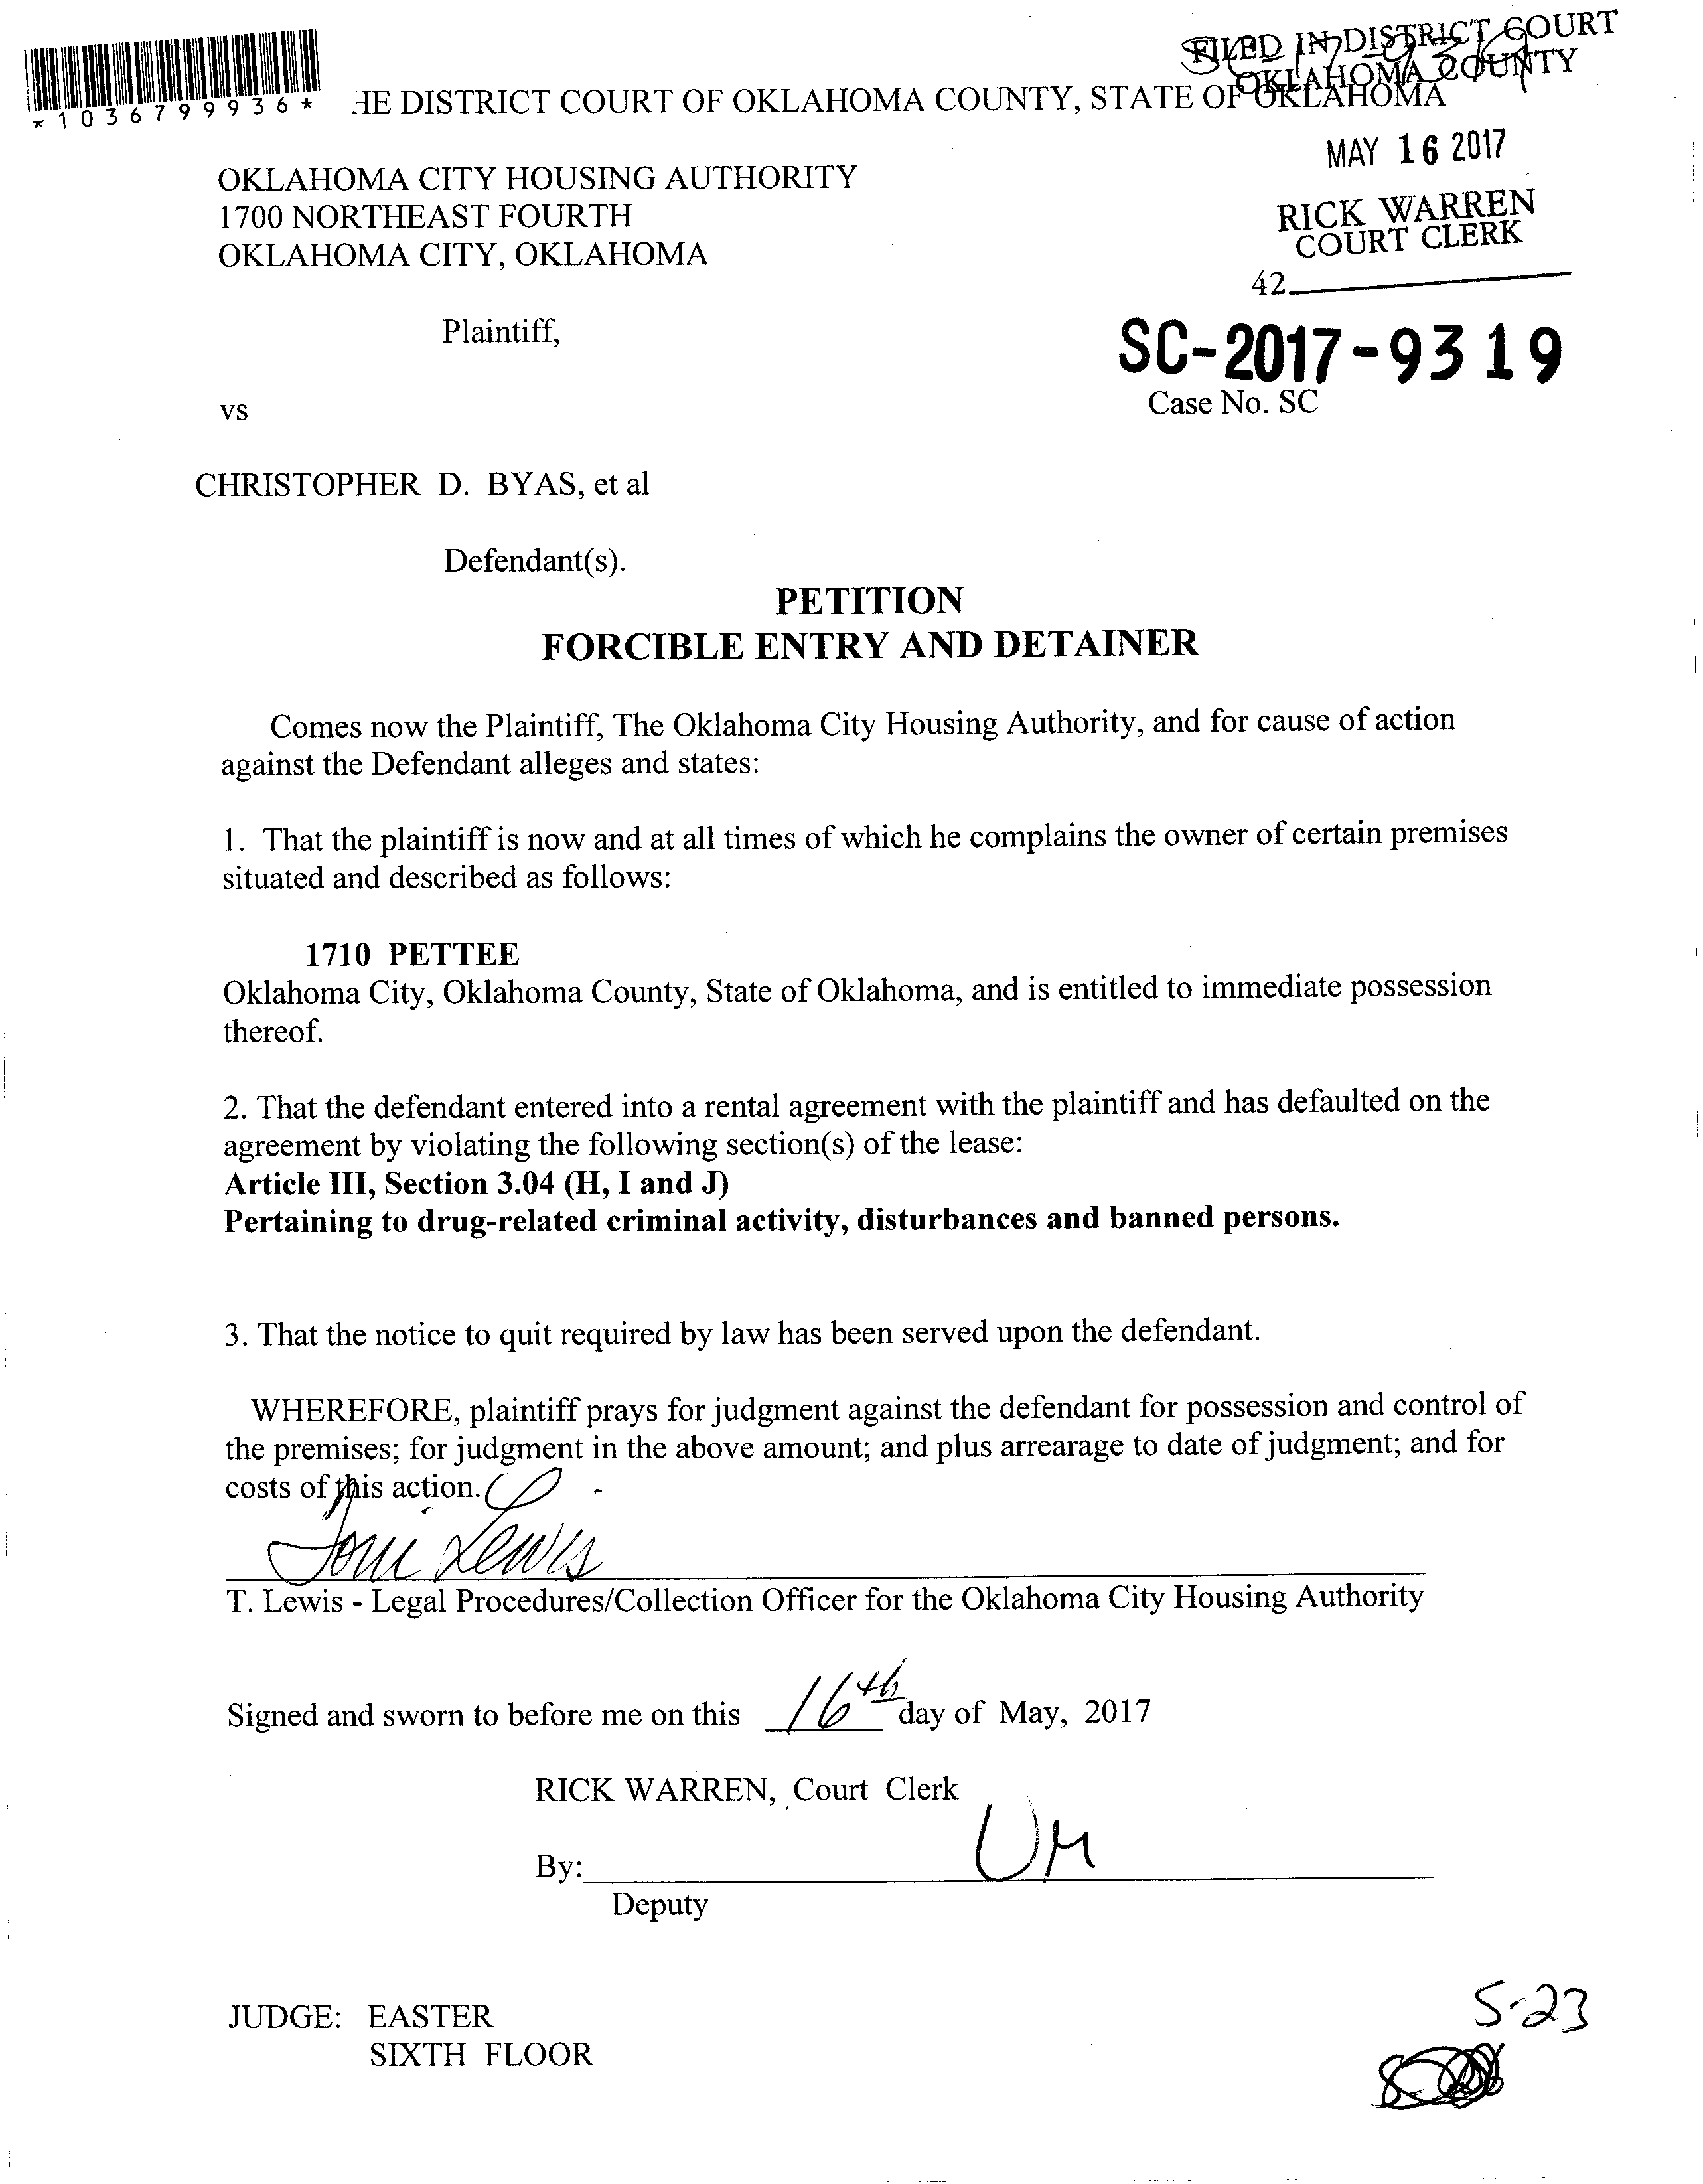 FILED IN DISTRICT COURT
OKLAHOMA COUNTY
*1036799936*
HE DISTRICT COURT OF OKLAHOMA COUNTY, STATE OF OKLAHOMA
MAY 16 2017
OKLAHOMA CITY HOUSING AUTHORITY
1700 NORTHEAST FOURTH
OKLAHOMA CITY, OKLAHOMA
RICK WARREN
COURT CLERK
42
Plaintiff,
SC-2017-9319
Case No. SC
vs
CHRISTOPHER D. BYAS, et al
Defendant(s).
PETITION
FORCIBLE ENTRY AND DETAINER
Comes now the Plaintiff, The Oklahoma City Housing Authority, and for cause of action
against the Defendant alleges and states:
1. That the plaintiff is now and at all times of which he complains the owner of certain premises
situated and described as follows:
1710 PETTEE
Oklahoma City, Oklahoma County, State of Oklahoma, and is entitled to immediate possession
thereof.
2. That the defendant entered into a rental agreement with the plaintiff and has defaulted on the
agreement by violating the following section(s) of the lease:
Article III, Section 3.04 (H, I and J)
Pertaining to drug-related criminal activity, disturbances and banned persons.
3. That the notice to quit required by law has been served upon the defendant.
WHEREFORE, plaintiff prays for judgment against the defendant for possession and control of
the premises; for judgment in the above amount; and plus arrearage to date of judgment; and for
costs of this action.
Toni Lewis
T. Lewis - Legal Procedures/Collection Officer for the Oklahoma City Housing Authority
Signed and sworn to before me on this 16th day of May, 2017
RICK WARREN, Court Clerk
By:
Deputy
JUDGE: EASTER
SIXTH FLOOR
5-23